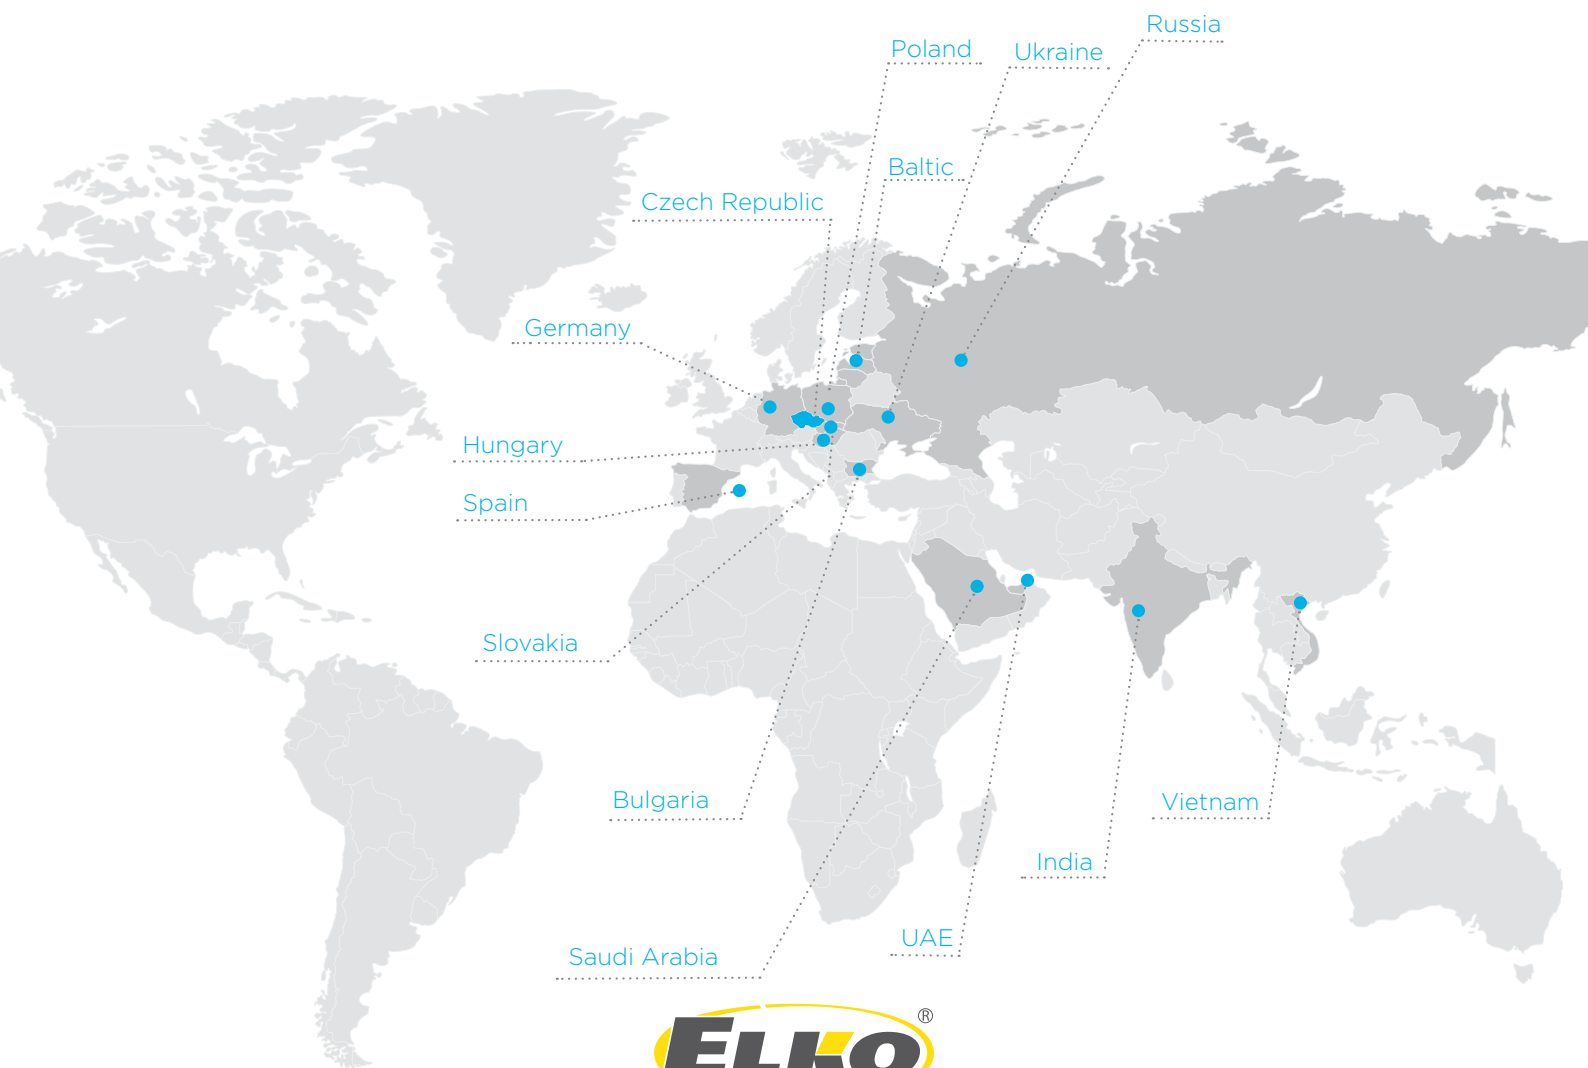 Russia
Poland
Ukraine
Baltic
Czech Republic
Germany
Hungary
Spain
Slovakia
Bulgaria
Vietnam
India
UAE
Saudi Arabia
ELKO®